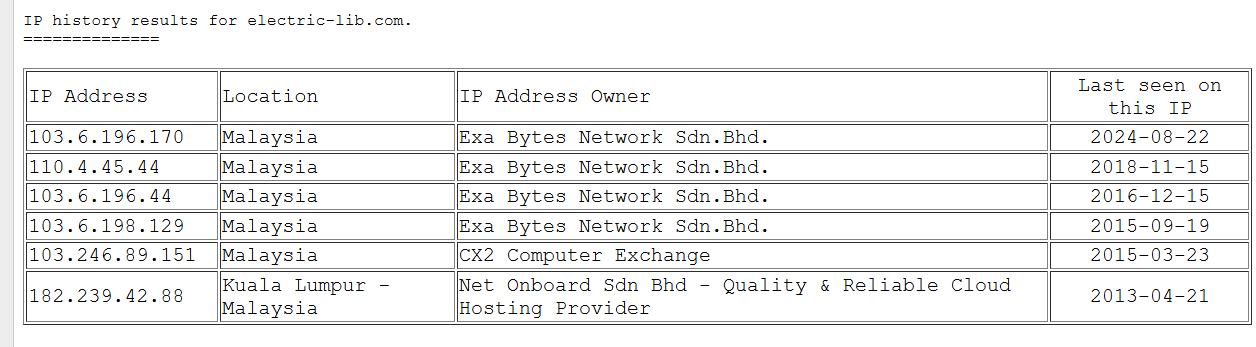 IP history results for electric-lib.com.
==============
IP Address Location IP Address Owner Last seen on this IP
103.6.196.170 Malaysia Exa Bytes Network Sdn.Bhd. 2024-08-22
110.4.45.44 Malaysia Exa Bytes Network Sdn.Bhd. 2018-11-15
103.6.196.44 Malaysia Exa Bytes Network Sdn.Bhd. 2016-12-15
103.6.198.129 Malaysia Exa Bytes Network Sdn.Bhd. 2015-09-19
103.246.89.151 Malaysia CX2 Computer Exchange 2015-03-23
182.239.42.88 Kuala Lumpur - Malaysia Net Onboard Sdn Bhd - Quality & Reliable Cloud Hosting Provider 2013-04-21